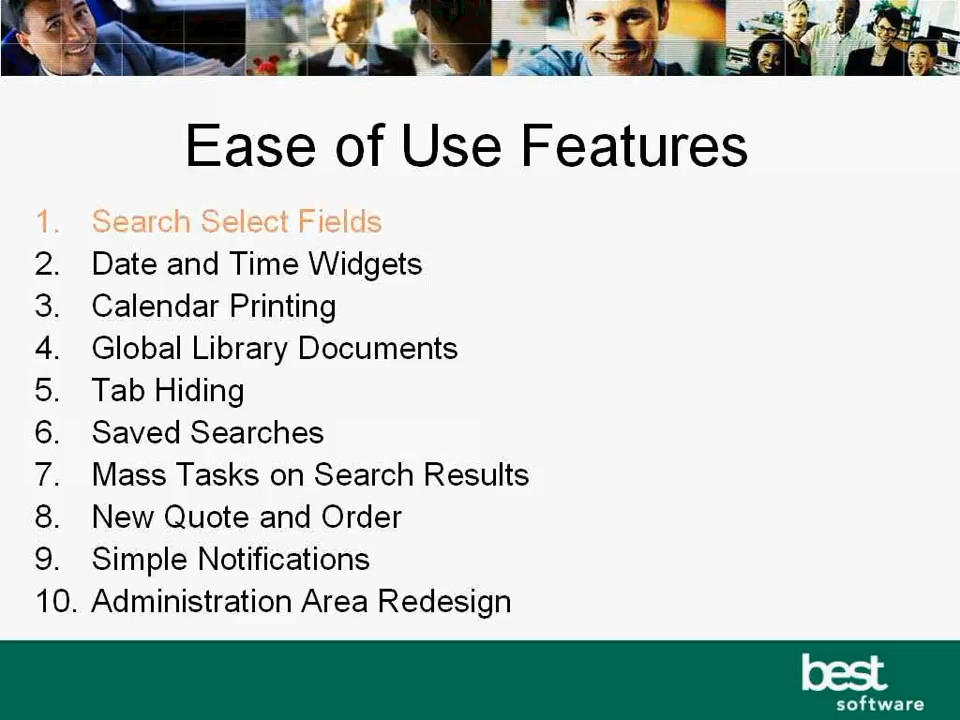 Ease of Use Features
1. Search Select Fields
2. Date and Time Widgets
3. Calendar Printing
4. Global Library Documents
5. Tab Hiding
6. Saved Searches
7. Mass Tasks on Search Results
8. New Quote and Order
9. Simple Notifications
10. Administration Area Redesign
best
software